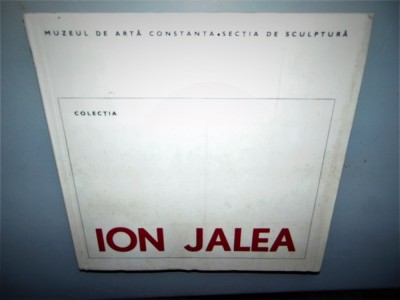 MUZEUL DE ARTĂ CONSTANTA•SECTIA DE SCULPTURĂ
COLECTIA
ION JALEA